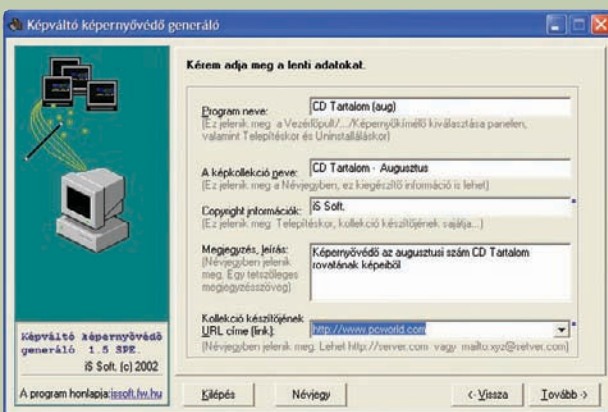 Képváltó képernyővédő generáló
Kérem adja meg a lenti adatokat.
Program neve:
CD Tartalom (aug)
(Ez jelenik meg a Vezérlőpult/.../Képernyőkímélő kiválasztása panelen,
valamint Telepítéskor és Uninstalláláskor)
A képkollekció neve:
CD Tartalom - Augusztus
(Ez jelenik meg a Névjegyben, ez kiegészítő információ is lehet)
Copyright információk:
iS Soft.
(Ez jelenik meg Telepítéskor, kollekció készítőjének sajátja...)
Megjegyzés, leírás:
(Névjegyben jelenik
meg. Egy tetszőleges
megjegyzésszöveg)
Képernyővédő az augusztusi szám CD Tartalom
rovatának képeiből
Kollekció készítőjének
URL címe (link):
http://www.pcworld.com
(Névjegyben jelenik meg. Lehet http://server.com vagy mailto:xyz@server.com)
Képváltó képernyővédő
generáló 1.5 SPE.
iS Soft. (c) 2002
A program honlapja: issoft.fw.hu
Kilépés
Névjegy
<- Vissza
Tovább ->